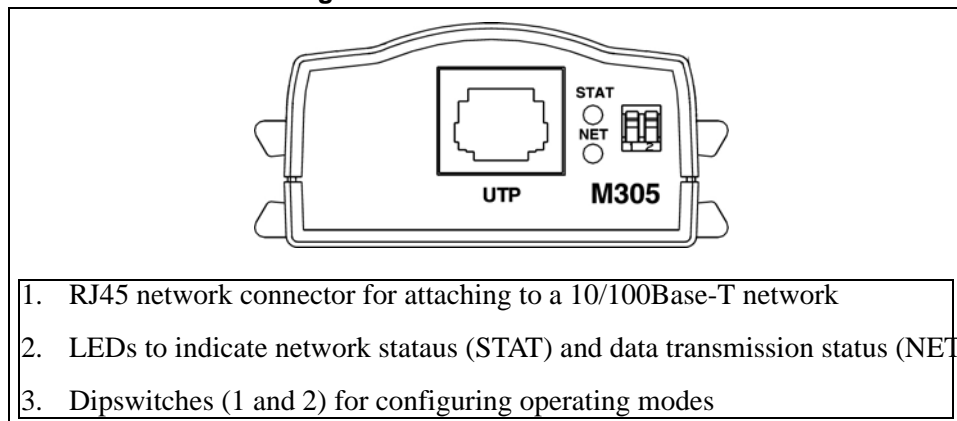 STAT
NET
1 2
UTP M305
1. RJ45 network connector for attaching to a 10/100Base-T network
2. LEDs to indicate network stataus (STAT) and data transmission status (NET
3. Dipswitches (1 and 2) for configuring operating modes